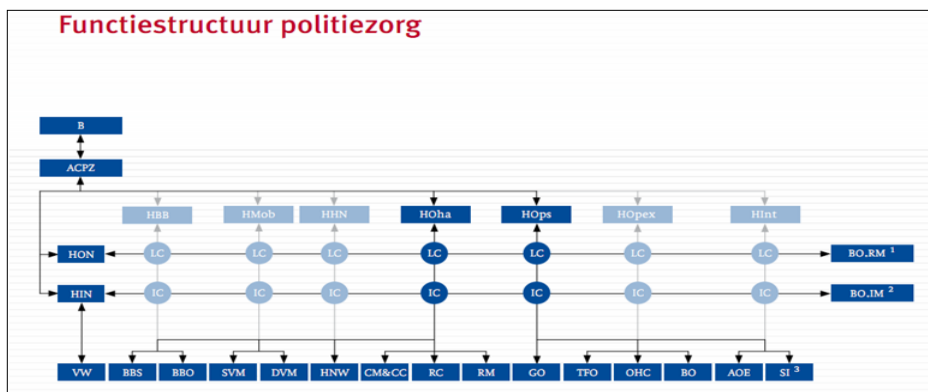 Functiestructuur politiezorg
B
ACPZ
HBB HMob HHN HOha HOps HOpex HInt
HON LC LC LC LC LC LC LC BO.RM 1
HIN IC IC IC IC IC IC IC BO.IM 2
VW BBS BBO SVM DVM HNW CM&CC RC RM GO TFO OHC BO AOE SI 3